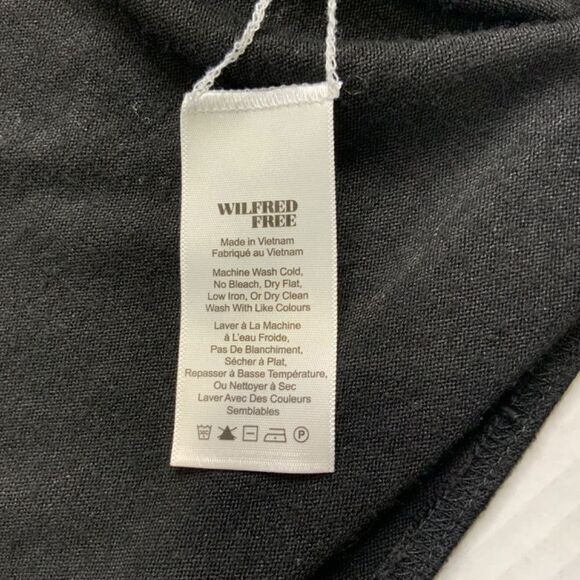 WILFRED
FREE
Made in Vietnam
Fabriqué au Vietnam
Machine Wash Cold,
No Bleach, Dry Flat,
Low Iron, Or Dry Clean
Wash With Like Colours
Laver à La Machine
à L'eau Froide,
Pas De Blanchiment,
Sécher à Plat,
Repasser à Basse Température,
Ou Nettoyer à Sec
Laver Avec Des Couleurs
Semblables
30C P